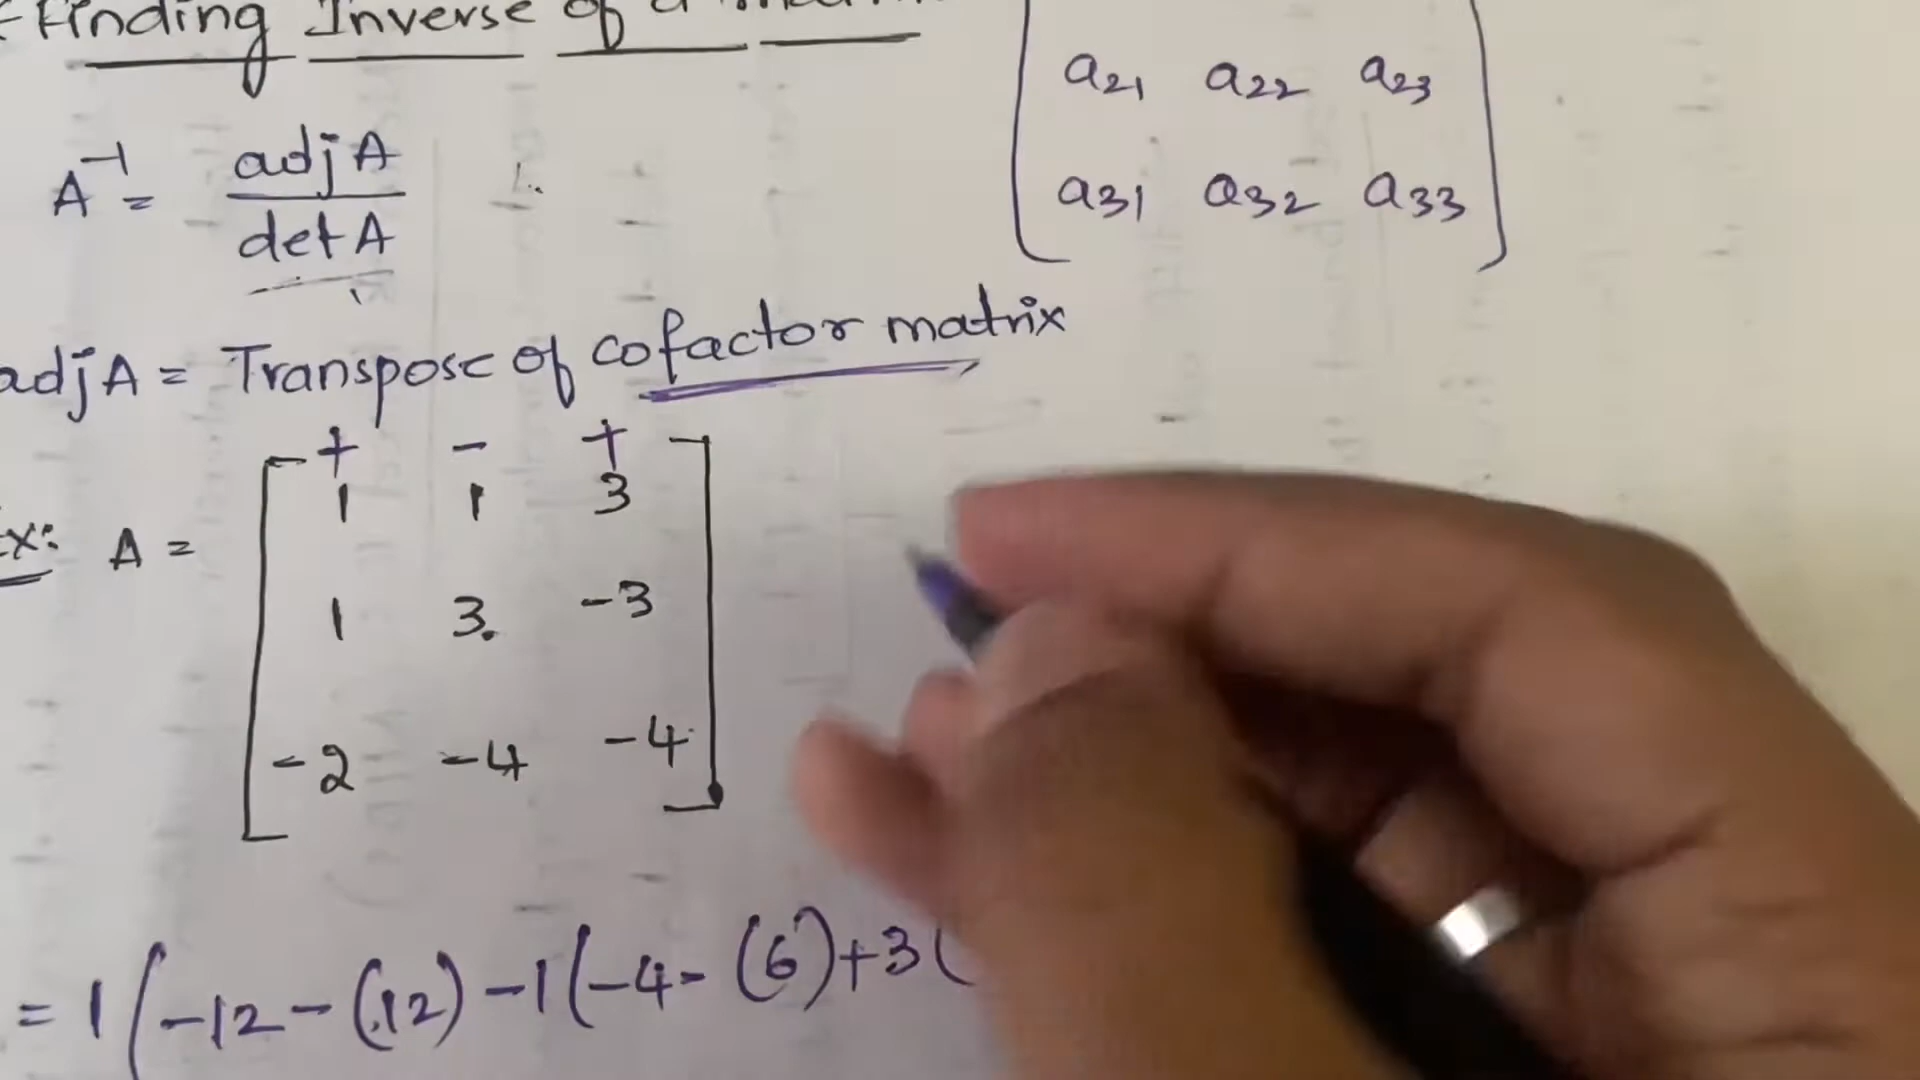 Finding Inverse of a
a21 a22 a23
a31 a32 a33
A-1 = adj A
det A
adj A = Transpose of cofactor matrix
+ - +
1 1 3
A =
1 3. -3
-2 -4 -4
= 1 (-12 - (12) - 1 (-4 - (6) + 3 (